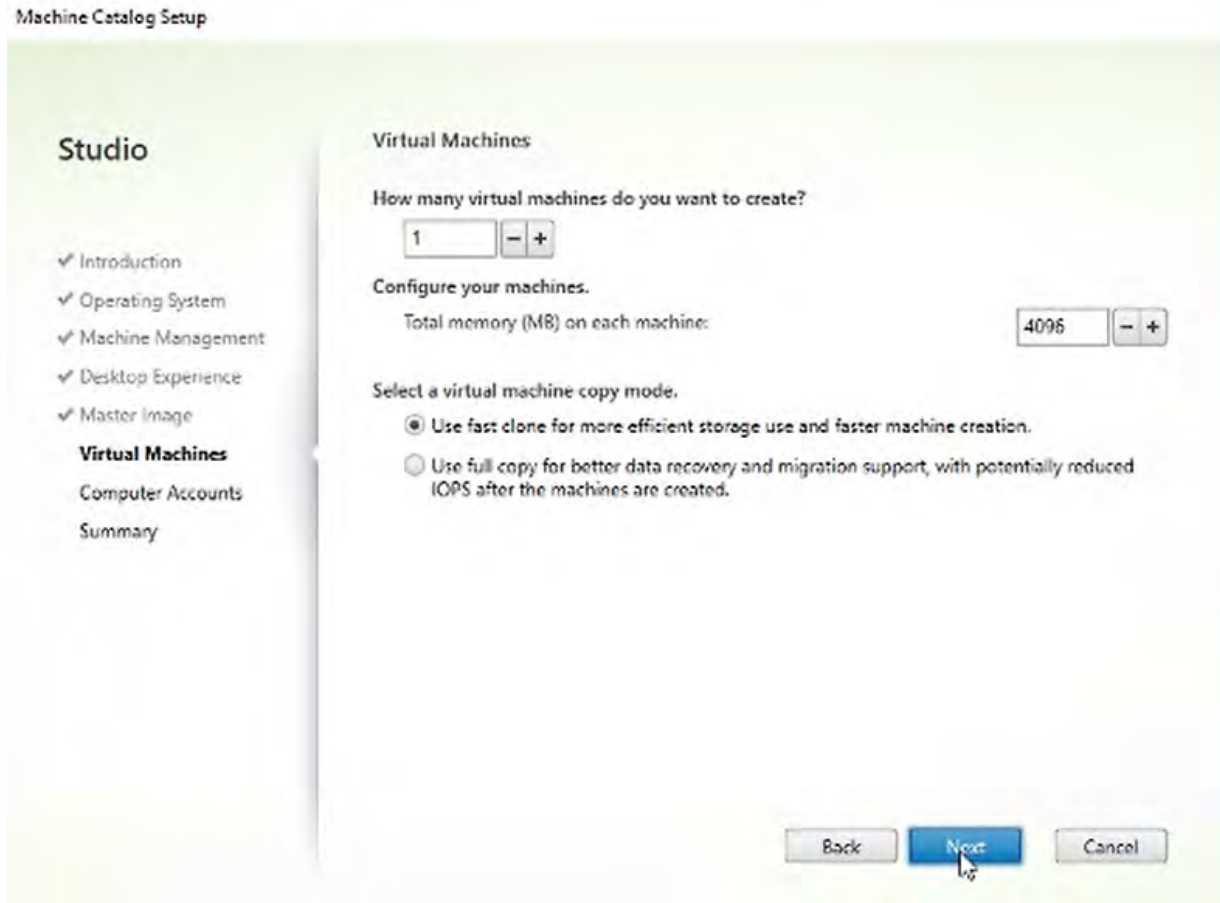 Machine Catalog Setup
Studio
Introduction
Operating System
Machine Management
Desktop Experience
Master Image
Virtual Machines
Computer Accounts
Summary
Virtual Machines
How many virtual machines do you want to create?
1
- +
Configure your machines.
Total memory (MB) on each machine:
4096
- +
Select a virtual machine copy mode.
Use fast clone for more efficient storage use and faster machine creation.
Use full copy for better data recovery and migration support, with potentially reduced
IOPS after the machines are created.
Back
Next
Cancel